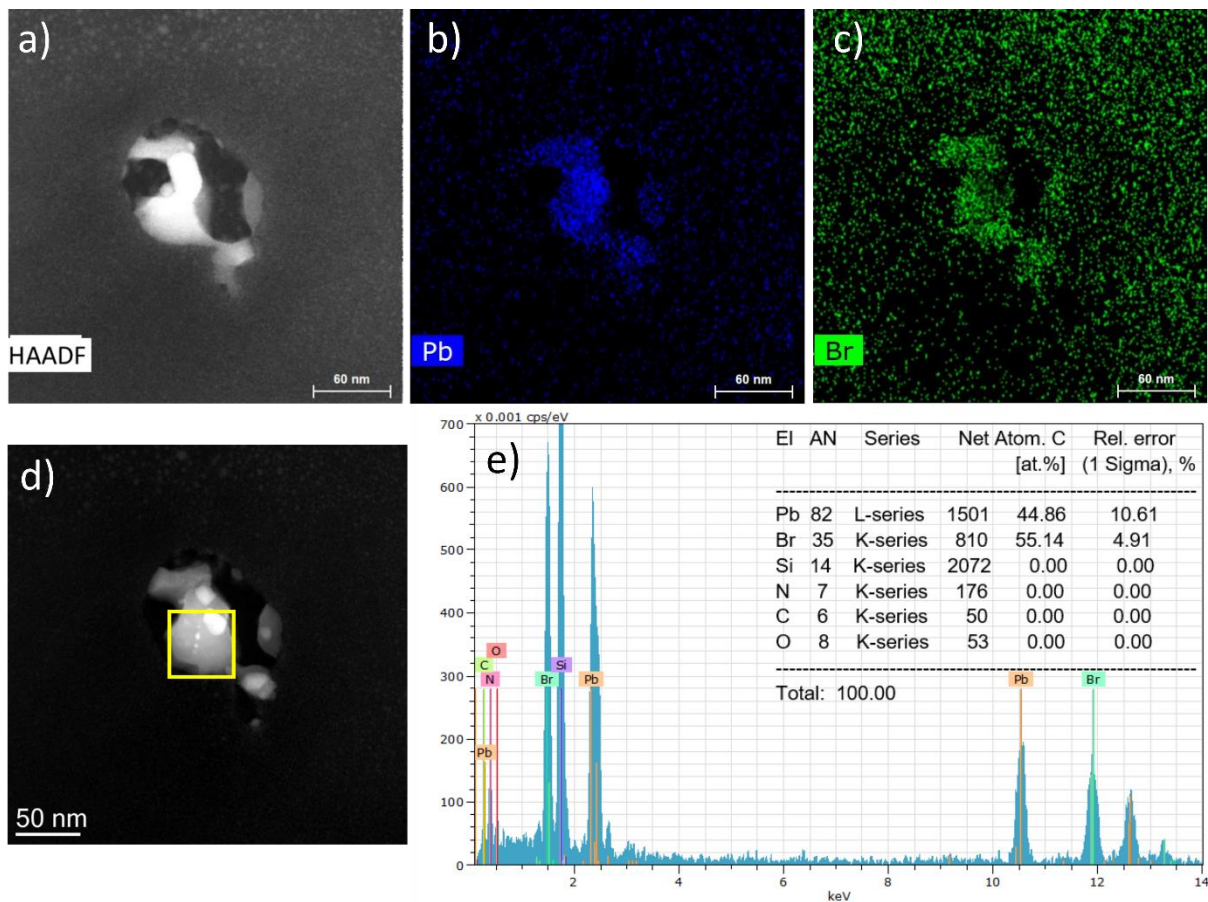 a)
HAADF
60 nm
b)
Pb
60 nm
c)
Br
60 nm
d)
50 nm
x 0.001 cps/eV
e)
700
600
500
400
300
200
100
0
El AN Series Net Atom. C Rel. error
[at.%] (1 Sigma), %
Pb 82 L-series 1501 44.86 10.61
Br 35 K-series 810 55.14 4.91
Si 14 K-series 2072 0.00 0.00
N 7 K-series 176 0.00 0.00
C 6 K-series 50 0.00 0.00
O 8 K-series 53 0.00 0.00
Total: 100.00
O
C
Si
N
Br
Pb
Pb
Br
Pb
2 4 6 8 10 12 14
keV